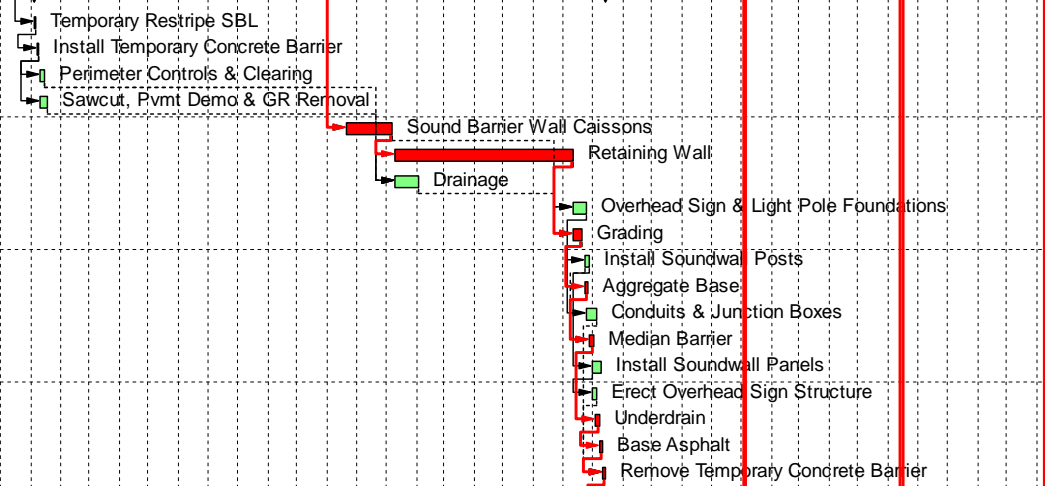 Temporary Restripe SBL
Install Temporary Concrete Barrier
Perimeter Controls & Clearing
Sawcut, Pvmt Demo & GR Removal
Sound Barrier Wall Caissons
Retaining Wall
Drainage
Overhead Sign & Light Pole Foundations
Grading
Install Soundwall Posts
Aggregate Base
Conduits & Junction Boxes
Median Barrier
Install Soundwall Panels
Erect Overhead Sign Structure
Underdrain
Base Asphalt
Remove Temporary Concrete Barrier